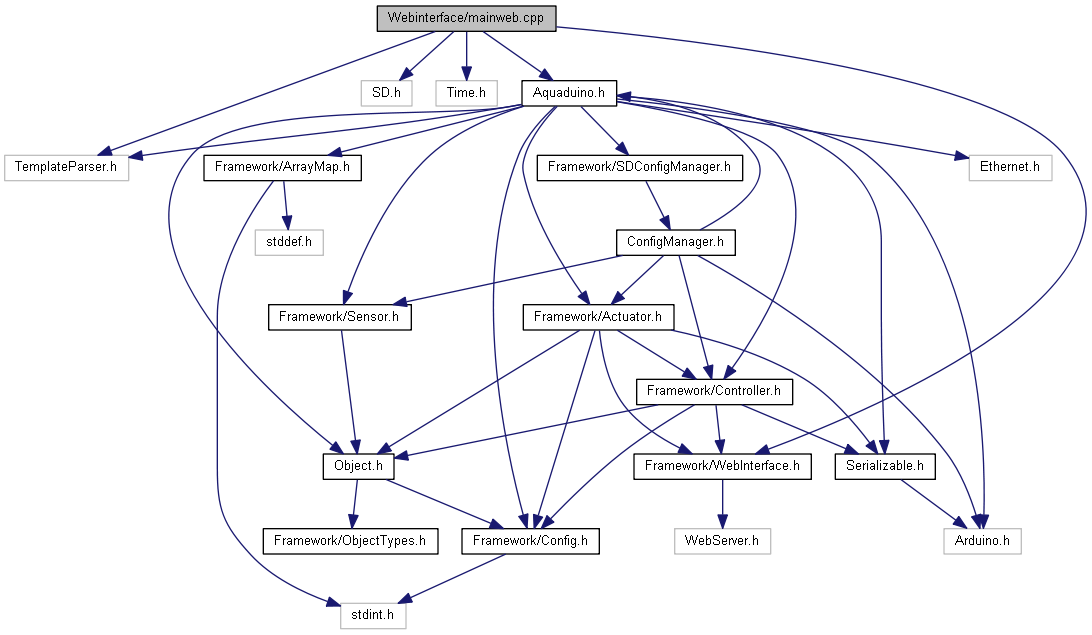 Webinterface/mainweb.cpp
SD.h
Time.h
Aquaduino.h
TemplateParser.h
Framework/ArrayMap.h
Framework/SDConfigManager.h
Ethernet.h
stddef.h
ConfigManager.h
Framework/Sensor.h
Framework/Actuator.h
Framework/Controller.h
Object.h
Framework/WebInterface.h
Serializable.h
Framework/ObjectTypes.h
Framework/Config.h
WebServer.h
Arduino.h
stdint.h